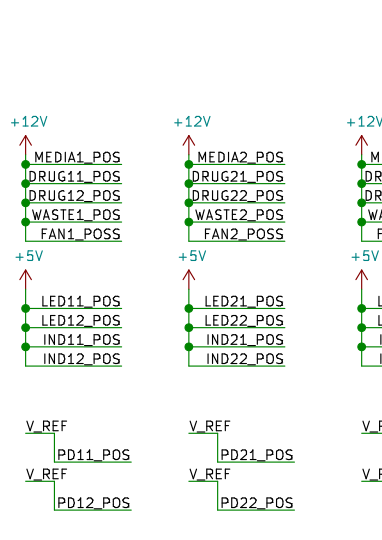 +12V
MEDIA1_POS
DRUG11_POS
DRUG12_POS
WASTE1_POS
FAN1_POSS
+5V
LED11_POS
LED12_POS
IND11_POS
IND12_POS
V_REF
PD11_POS
V_REF
PD12_POS
+12V
MEDIA2_POS
DRUG21_POS
DRUG22_POS
WASTE2_POS
FAN2_POSS
+5V
LED21_POS
LED22_POS
IND21_POS
IND22_POS
V_REF
PD21_POS
V_REF
PD22_POS
+12V
+5V